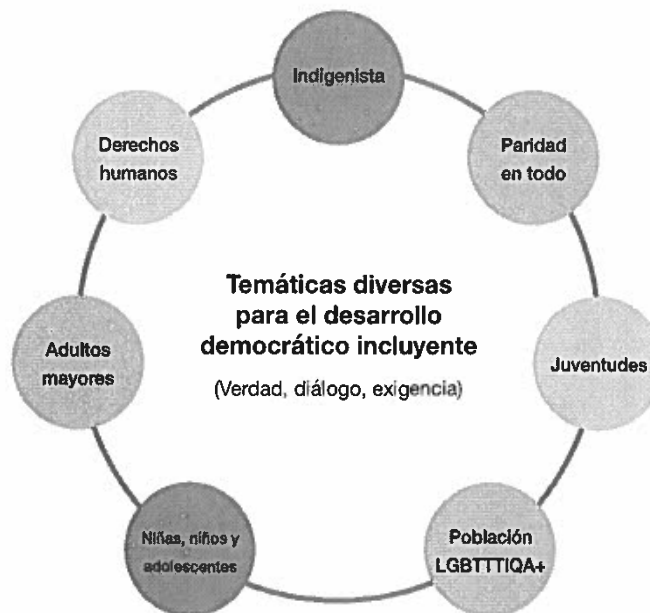 Indigenista
Derechos
humanos
Paridad
en todo
Temáticas diversas
para el desarrollo
democrático incluyente
(Verdad, diálogo, exigencia)
Adultos
mayores
Juventudes
Niñas, niños y
adolescentes
Población
LGBTTTIQA+